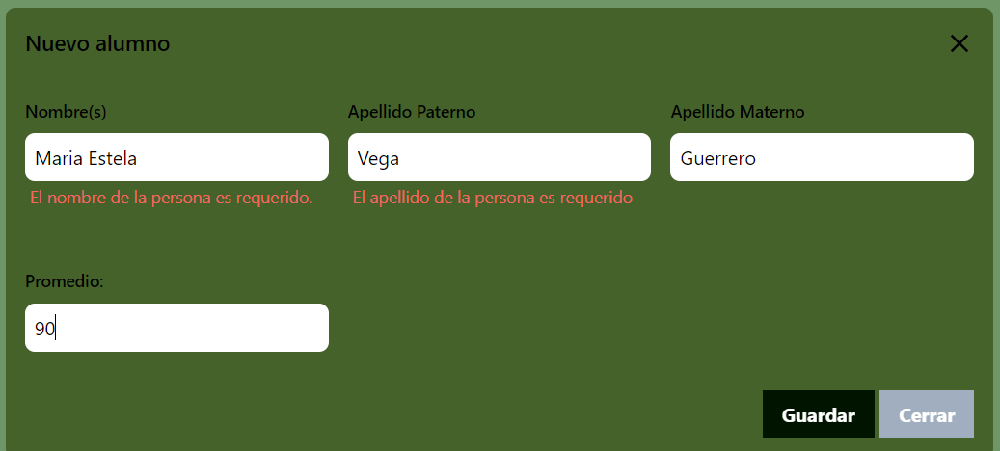 Nuevo alumno
Nombre(s) Apellido Paterno Apellido Materno
Maria Estela Vega Guerrero
El nombre de la persona es requerido. El apellido de la persona es requerido
Promedio:
90
Guardar Cerrar